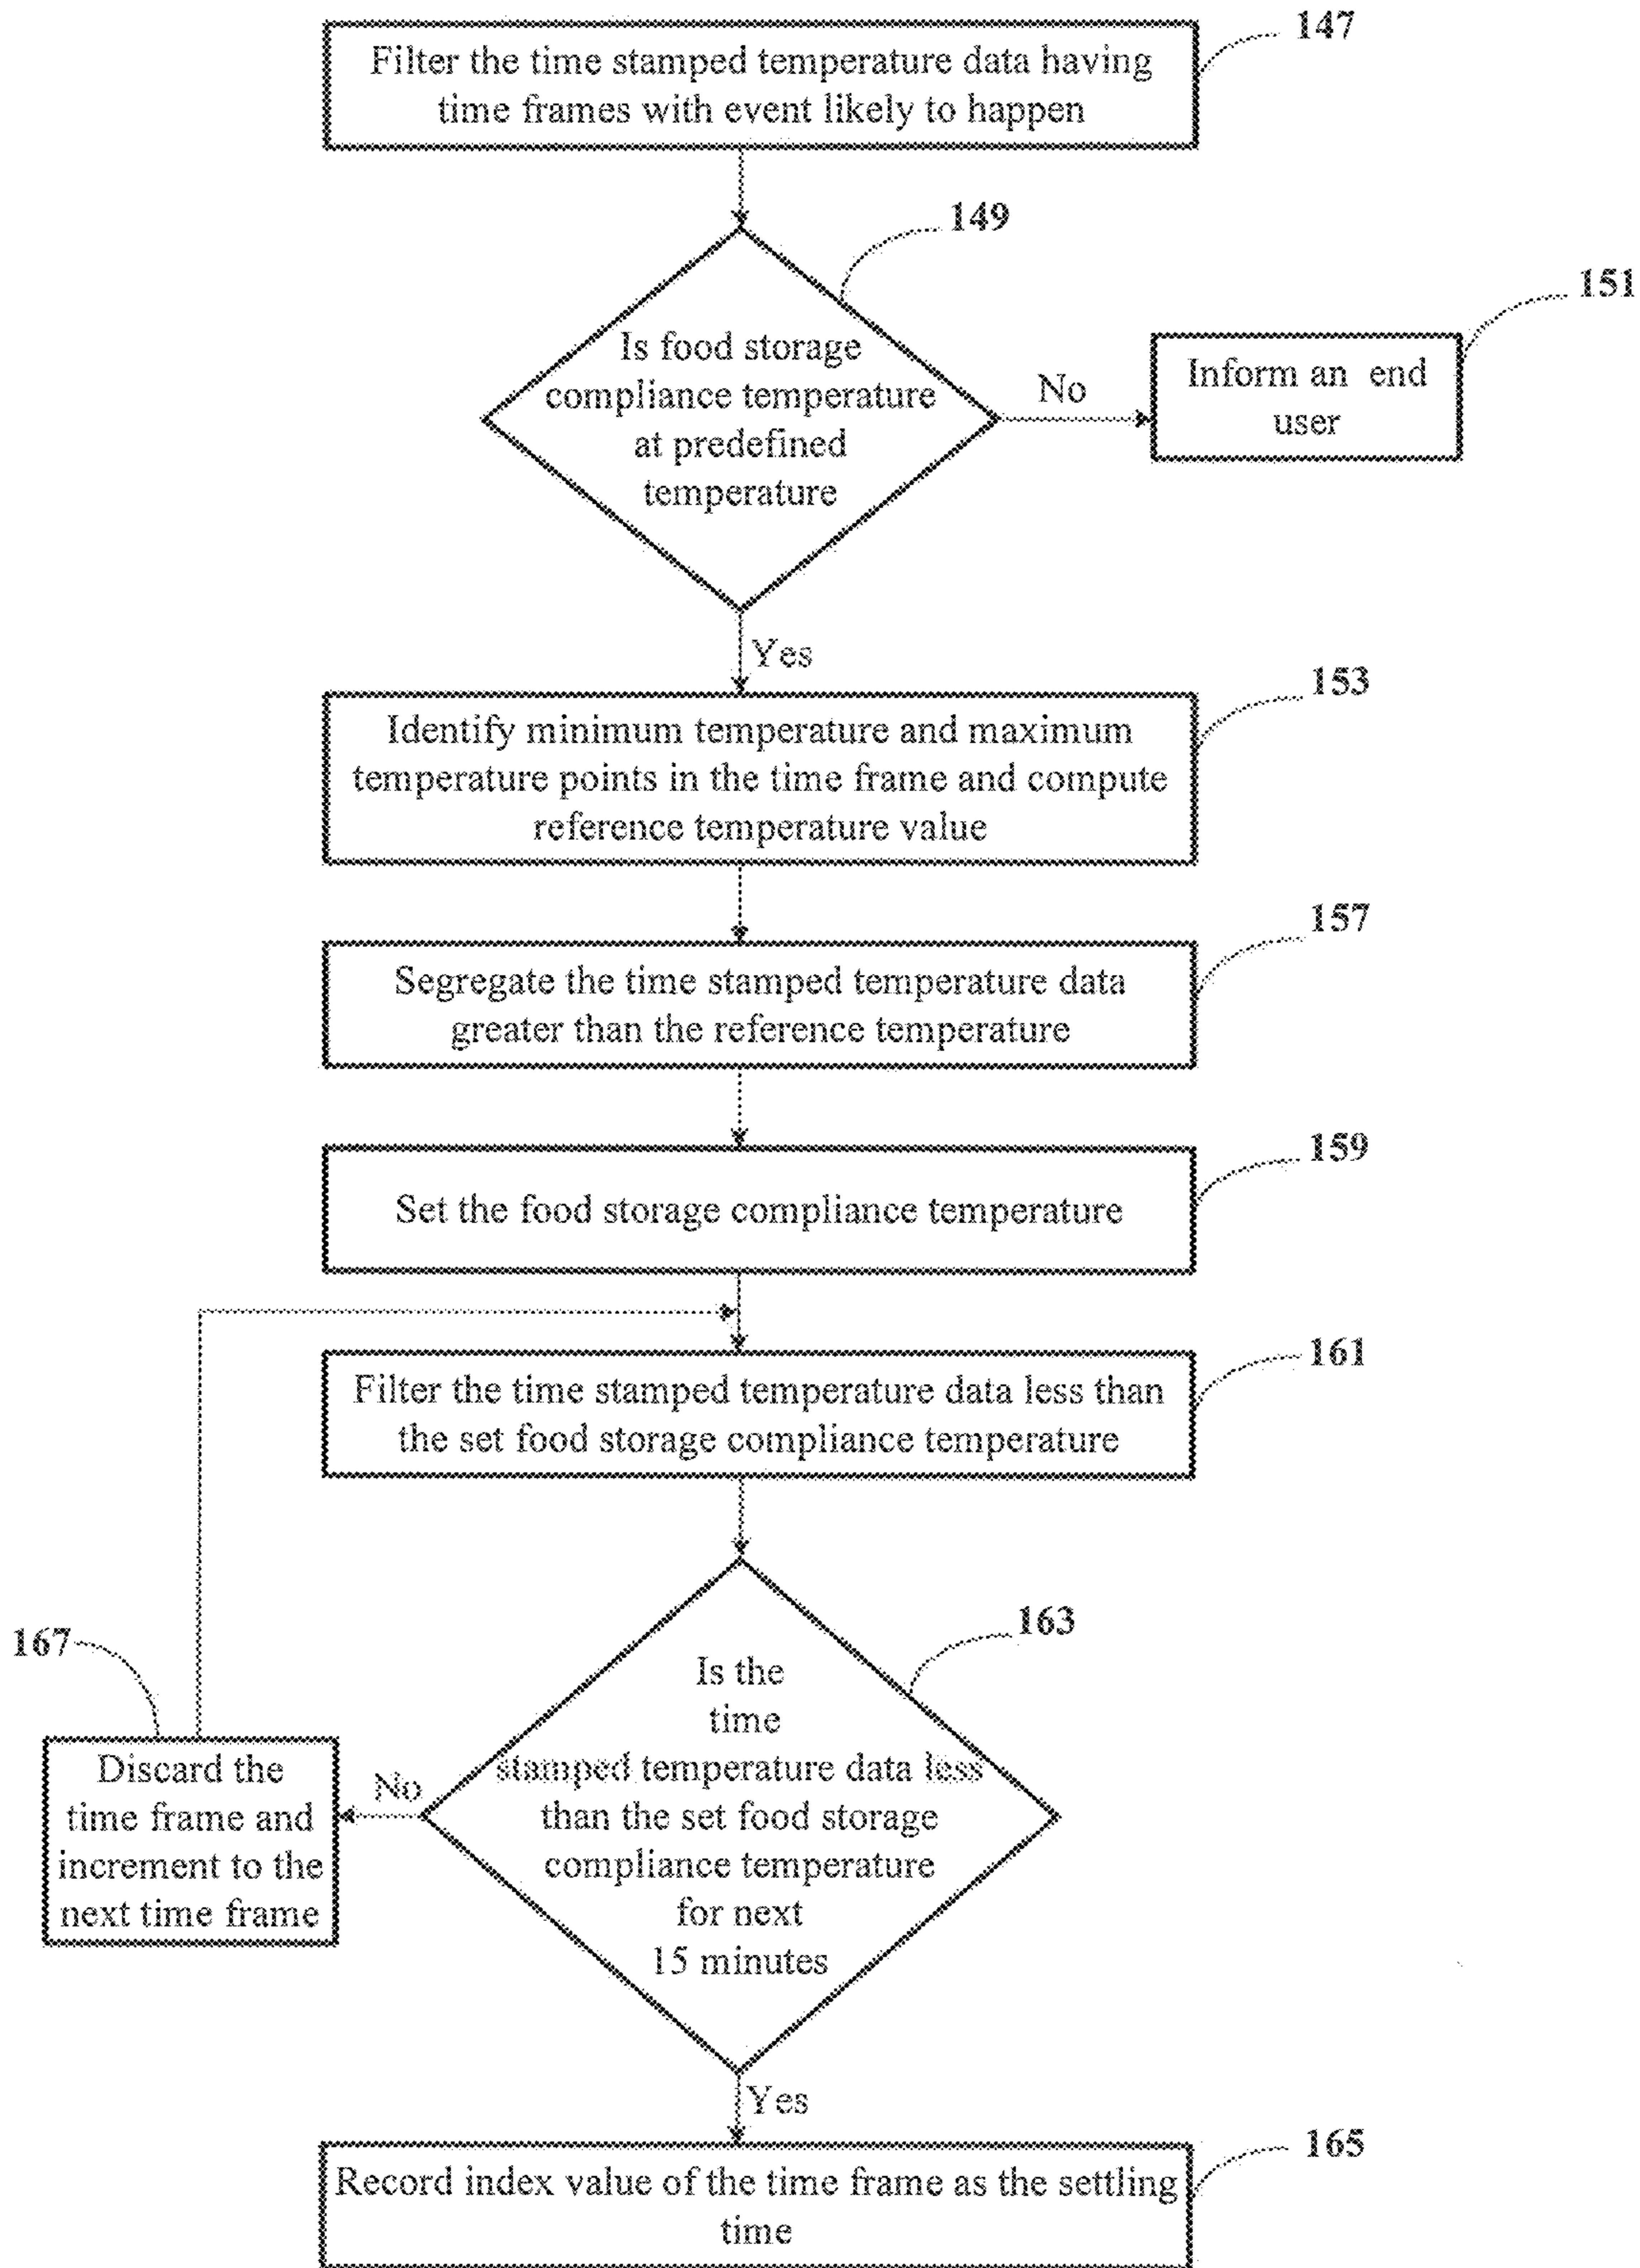 147
Filter the time stamped temperature data having
time frames with event likely to happen
149
Is food storage
compliance temperature
at predefined
temperature
No
151
Inform an end
user
Yes
153
Identify minimum temperature and maximum
temperature points in the time frame and compute
reference temperature value
157
Segregate the time stamped temperature data
greater than the reference temperature
159
Set the food storage compliance temperature
161
Filter the time stamped temperature data less than
the set food storage compliance temperature
163
Is the
time
stamped temperature data less
than the set food storage
compliance temperature
for next
15 minutes
No
167
Discard the
time frame and
increment to the
next time frame
Yes
165
Record index value of the time frame as the settling
time